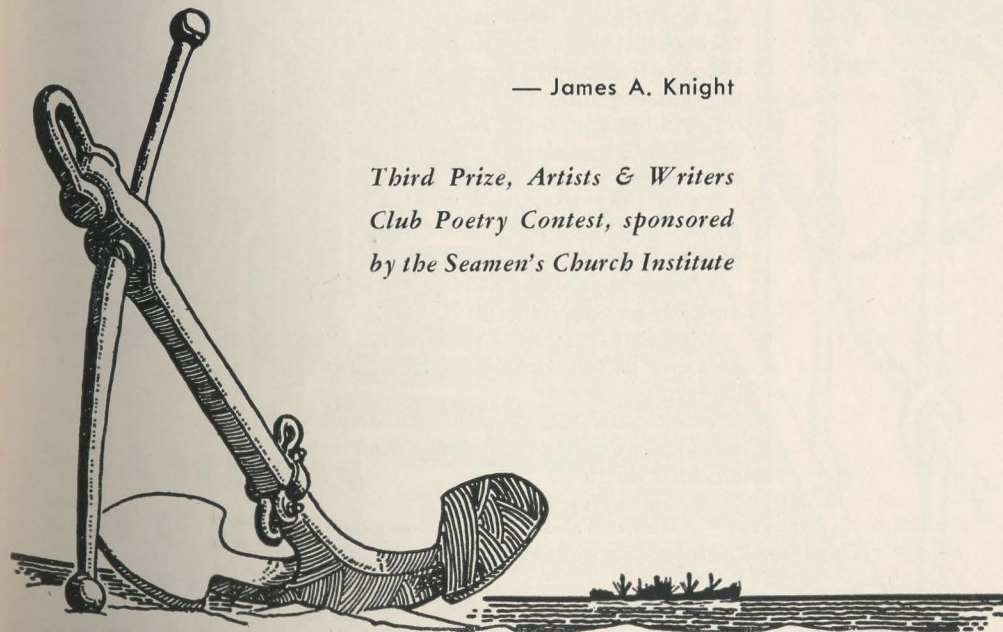 — James A. Knight
Third Prize, Artists & Writers
Club Poetry Contest, sponsored
by the Seamen's Church Institute